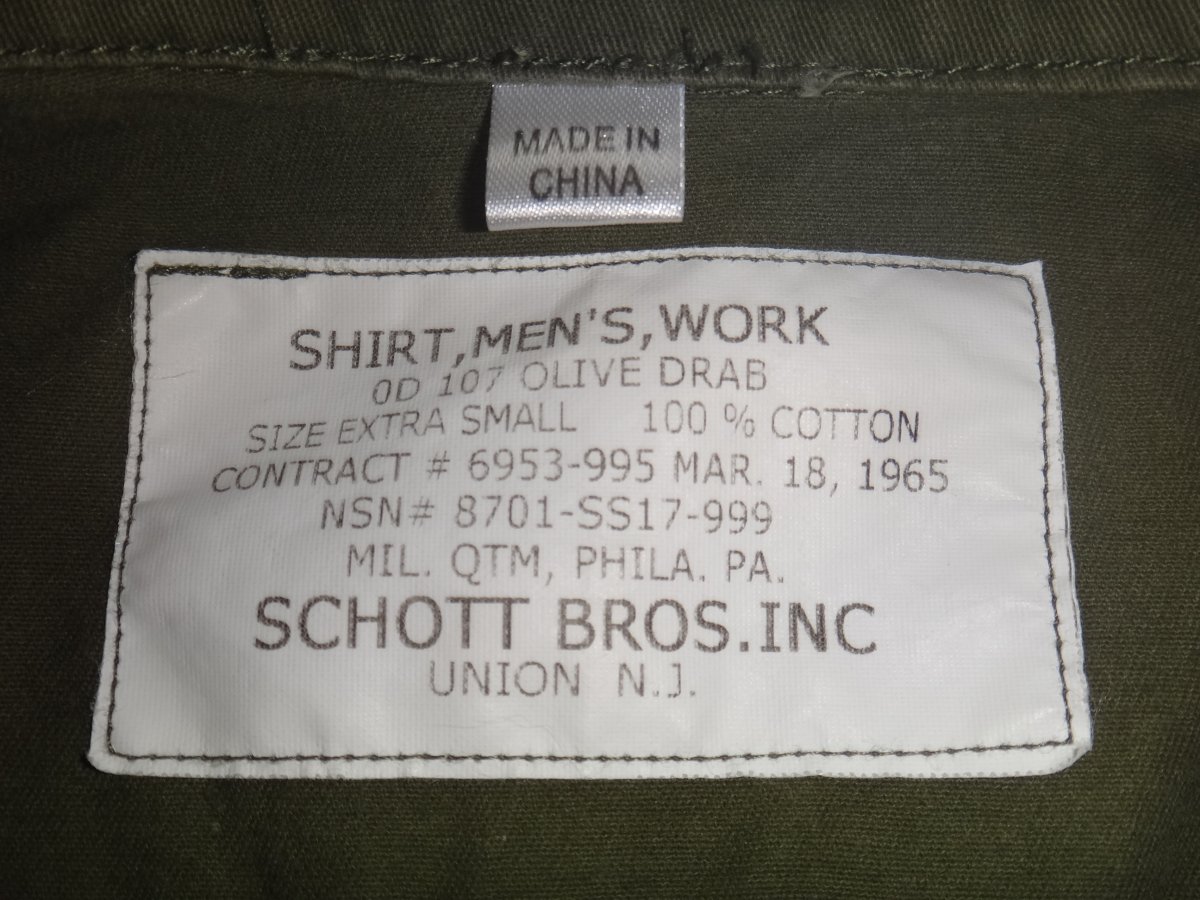 MADE IN
CHINA
SHIRT,MEN'S,WORK
OD 107 OLIVE DRAB
SIZE EXTRA SMALL 100 % COTTON
CONTRACT # 6953-995 MAR. 18, 1965
NSN# 8701-SS17-999
MIL. QTM, PHILA. PA.
SCHOTT BROS.INC
UNION N.J.